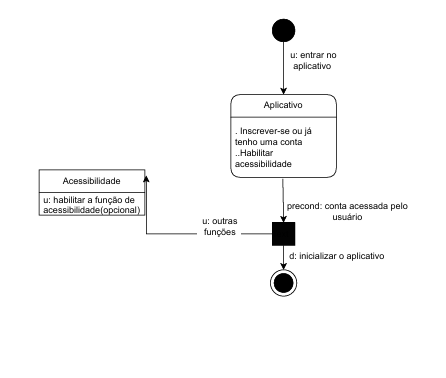 u: entrar no
aplicativo
Aplicativo
. Inscrever-se ou já
tenho uma conta
..Habilitar
acessibilidade
Acessibilidade
u: habilitar a função de
acessibilidade(opcional)
precond: conta acessada pelo
usuário
u: outras
funções
d: inicializar o aplicativo